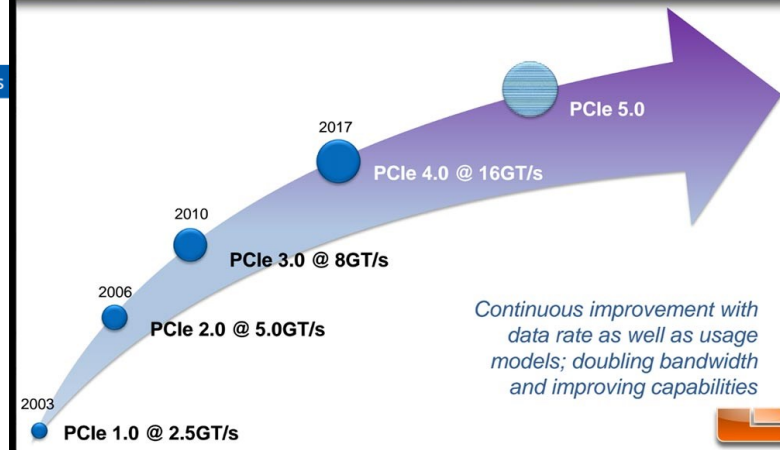 s
PCIe 5.0
2017
PCIe 4.0 @ 16GT/s
2010
PCIe 3.0 @ 8GT/s
2006
PCIe 2.0 @ 5.0GT/s
2003
PCIe 1.0 @ 2.5GT/s
Continuous improvement with
data rate as well as usage
models; doubling bandwidth
and improving capabilities